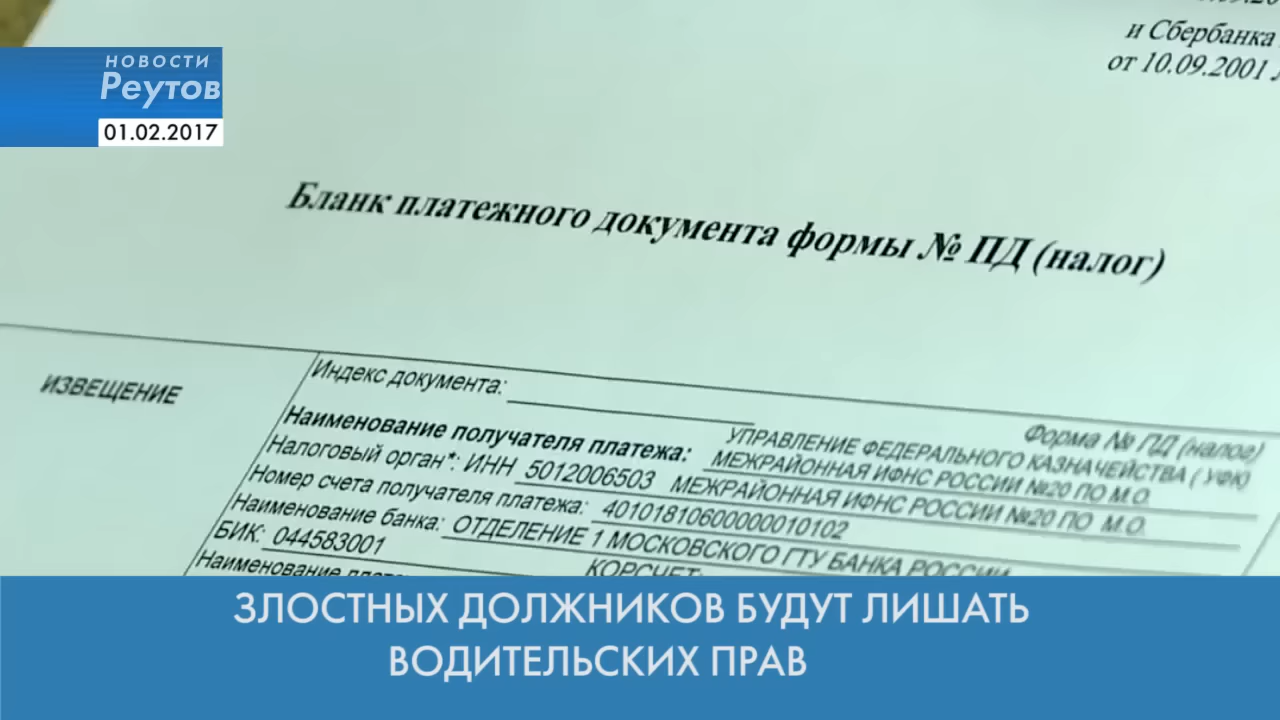 и Сбербанка
от 10.09.2001
НОВОСТИ
Реутов
01.02.2017
Бланк платежного документа формы № ПД (налог)
ИЗВЕЩЕНИЕ
Индекс документа:
Форма № ПД (налог)
Наименование получателя платежа: УПРАВЛЕНИЕ ФЕДЕРАЛЬНОГО КАЗНАЧЕЙСТВА ( УФК)
МЕЖРАЙОННАЯ ИФНС РОССИИ №20 ПО М.О.
Налоговый орган*: ИНН 5012006503 МЕЖРАЙОННАЯ ИФНС РОССИИ №20 ПО М.О.
Номер счета получателя платежа: 40101810600000010102
Наименование банка: ОТДЕЛЕНИЕ 1 МОСКОВСКОГО ГТУ БАНКА РОССИИ
БИК: 044583001 КОРСЧЕТ:
Наименование
ЗЛОСТНЫХ ДОЛЖНИКОВ БУДУТ ЛИШАТЬ
ВОДИТЕЛЬСКИХ ПРАВ